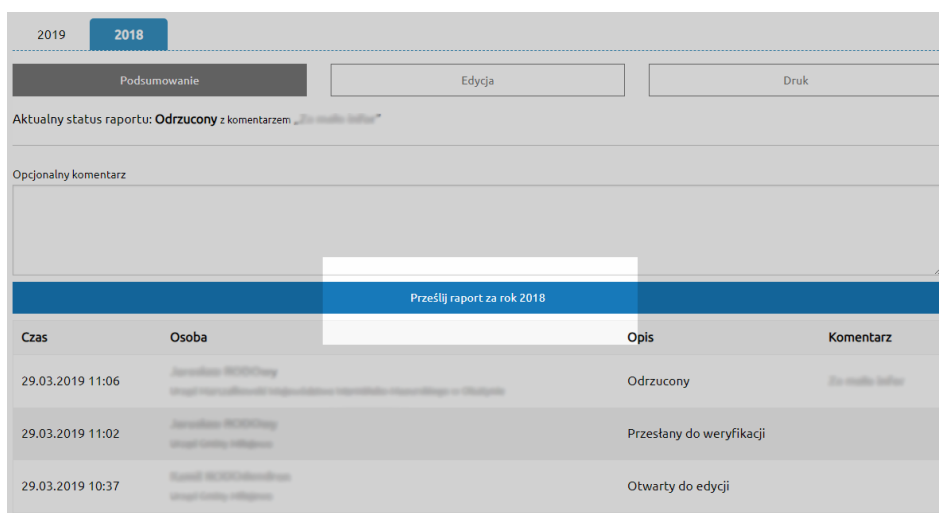 2019 2018
Podsumowanie Edycja Druk
Aktualny status raportu: Odrzucony z komentarzem „ ”
Opcjonalny komentarz
Prześlij raport za rok 2018
Czas Osoba Opis Komentarz
29.03.2019 11:06 Odrzucony
29.03.2019 11:02 Przesłany do weryfikacji
29.03.2019 10:37 Otwarty do edycji